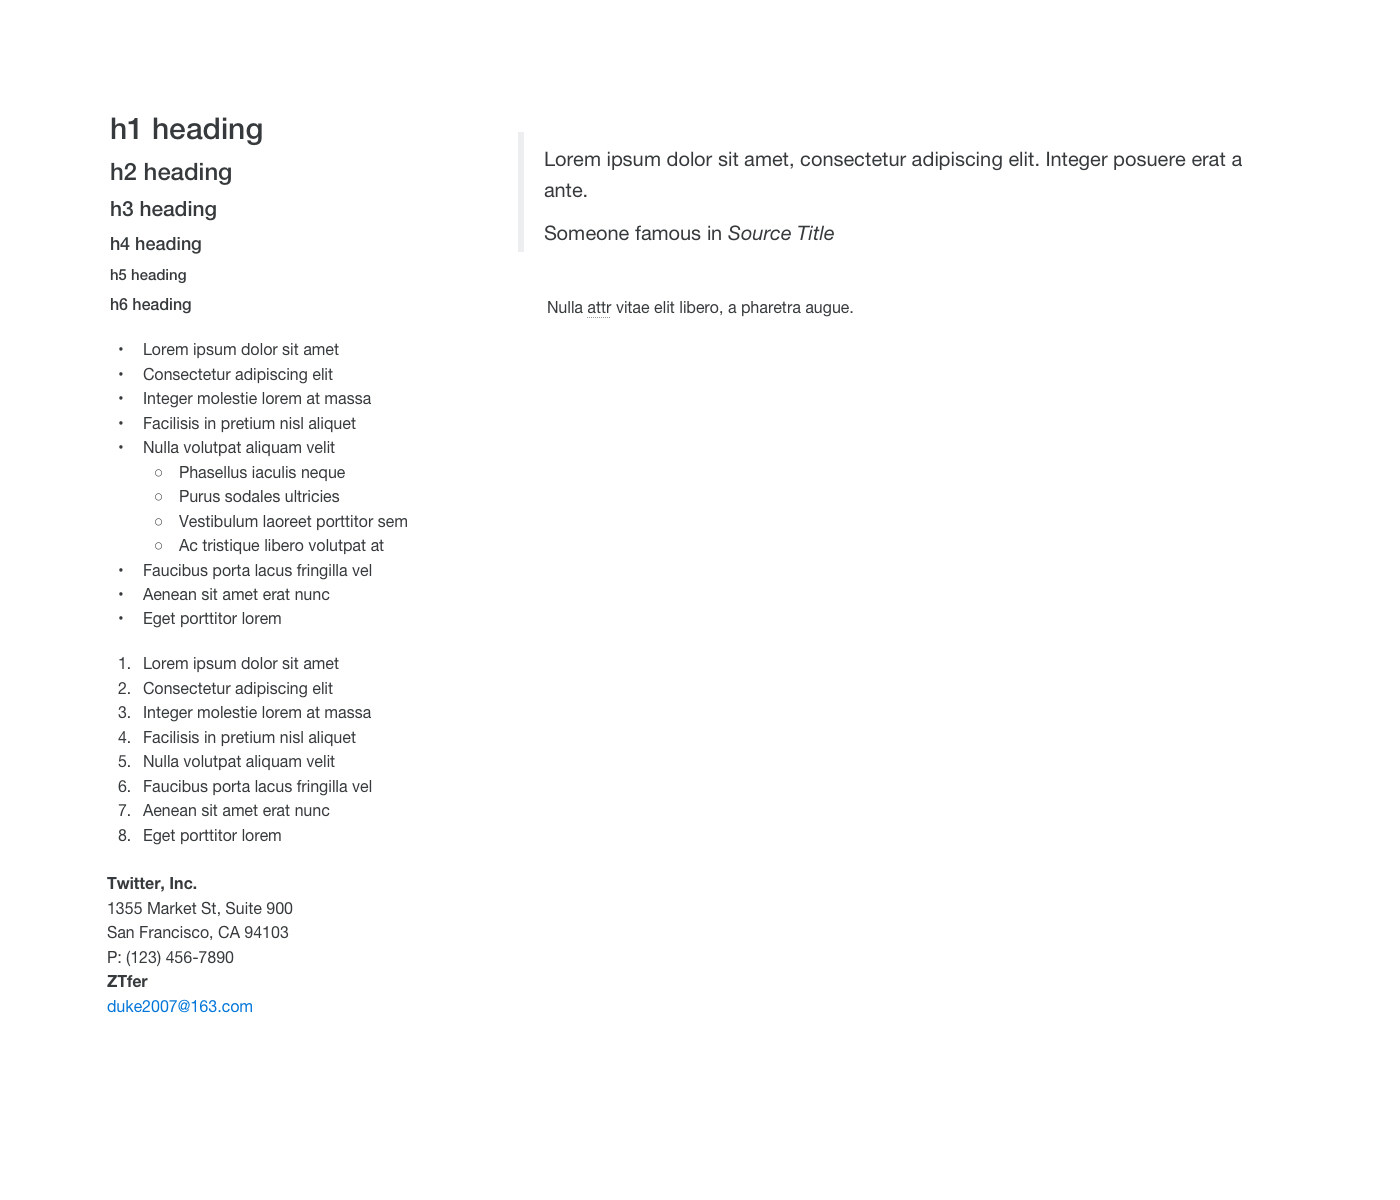 h1 heading
h2 heading
h3 heading
h4 heading
h5 heading
h6 heading
• Lorem ipsum dolor sit amet
• Consectetur adipiscing elit
• Integer molestie lorem at massa
• Facilisis in pretium nisl aliquet
• Nulla volutpat aliquam velit
○ Phasellus iaculis neque
○ Purus sodales ultricies
○ Vestibulum laoreet porttitor sem
○ Ac tristique libero volutpat at
• Faucibus porta lacus fringilla vel
• Aenean sit amet erat nunc
• Eget porttitor lorem
1. Lorem ipsum dolor sit amet
2. Consectetur adipiscing elit
3. Integer molestie lorem at massa
4. Facilisis in pretium nisl aliquet
5. Nulla volutpat aliquam velit
6. Faucibus porta lacus fringilla vel
7. Aenean sit amet erat nunc
8. Eget porttitor lorem
Twitter, Inc.
1355 Market St, Suite 900
San Francisco, CA 94103
P: (123) 456-7890
ZTfer
duke2007@163.com
Lorem ipsum dolor sit amet, consectetur adipiscing elit. Integer posuere erat a
ante.
Someone famous in Source Title
Nulla attr vitae elit libero, a pharetra augue.